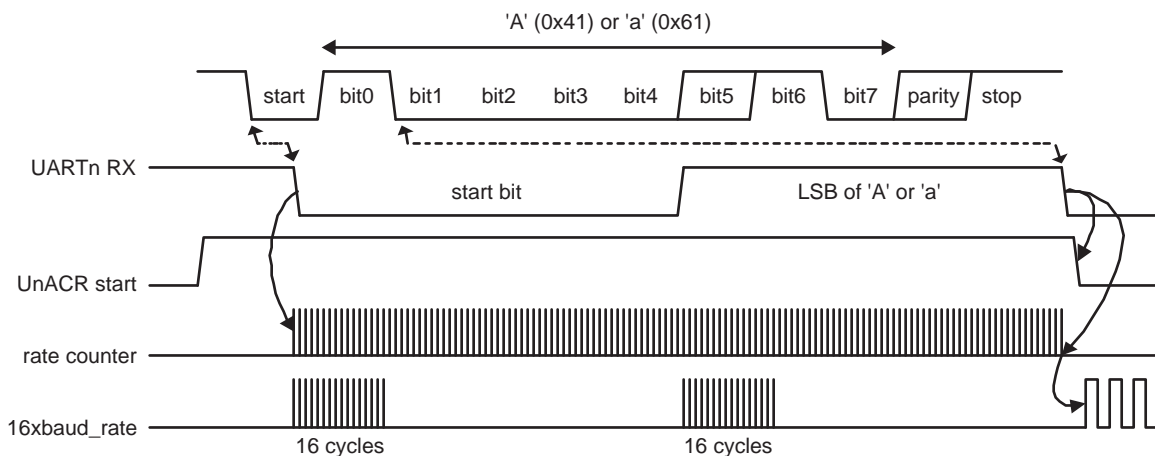 'A' (0x41) or 'a' (0x61)
start bit0 bit1 bit2 bit3 bit4 bit5 bit6 bit7 parity stop
UARTn RX
start bit LSB of 'A' or 'a'
UnACR start
rate counter
16xbaud_rate
16 cycles 16 cycles